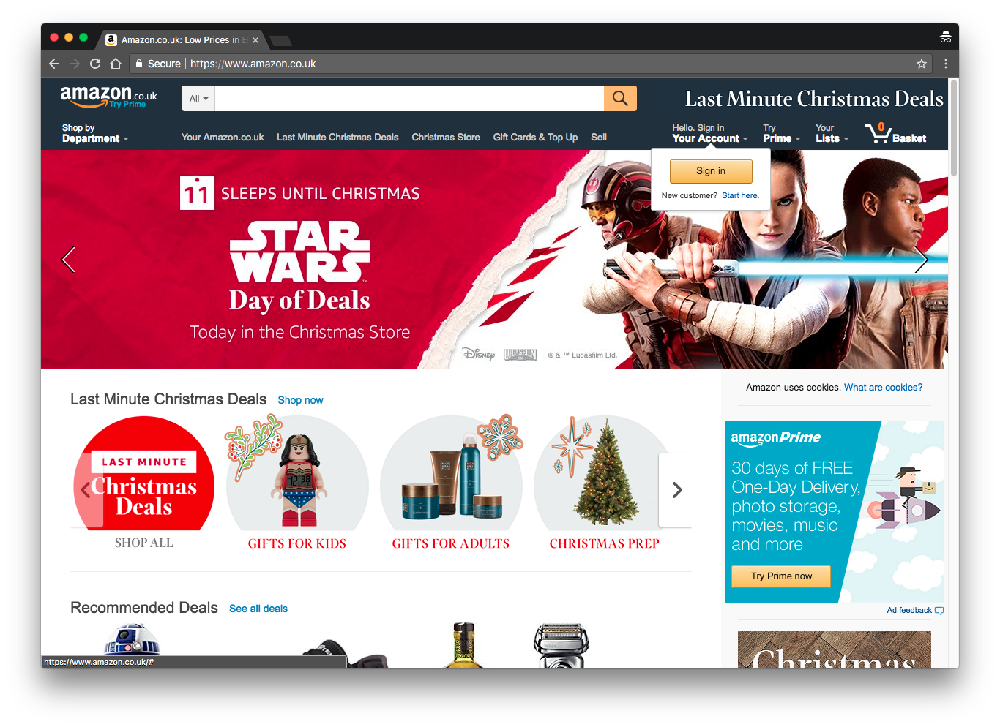 Amazon.co.uk: Low Prices in E
Secure https://www.amazon.co.uk
amazon.co.uk
Try Prime
All
Last Minute Christmas Deals
Shop by
Department
Your Amazon.co.uk Last Minute Christmas Deals Christmas Store Gift Cards & Top Up Sell
Hello. Sign in
Your Account
Try
Prime
Your
Lists
0
Basket
Sign in
New customer? Start here.
11 SLEEPS UNTIL CHRISTMAS
STAR
WARS™
Day of Deals
Today in the Christmas Store
Disney LUCASFILM LTD © & ™ Lucasfilm Ltd.
Last Minute Christmas Deals Shop now
LAST MINUTE
Christmas
Deals
SHOP ALL
GIFTS FOR KIDS
GIFTS FOR ADULTS
CHRISTMAS PREP
Amazon uses cookies. What are cookies?
amazonPrime
30 days of FREE
One-Day Delivery,
photo storage,
movies, music
and more
Try Prime now
Ad feedback
Recommended Deals See all deals
Christmas
https://www.amazon.co.uk/#